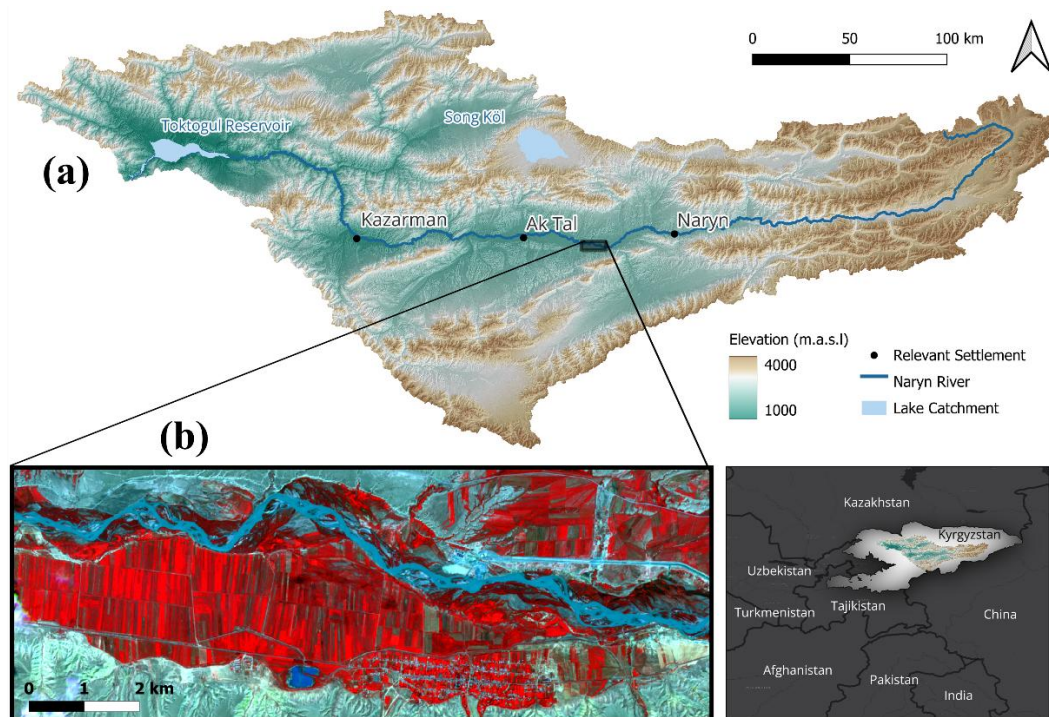 0 50 100 km
Toktogul Reservoir
Song Köl
(a)
Kazarman
Ak Tal
Naryn
Elevation (m.a.s.l)
4000
1000
Relevant Settlement
Naryn River
Lake Catchment
(b)
0 1 2 km
Kazakhstan
Kyrgyzstan
Uzbekistan
Turkmenistan
Tajikistan
China
Afghanistan
Pakistan
India